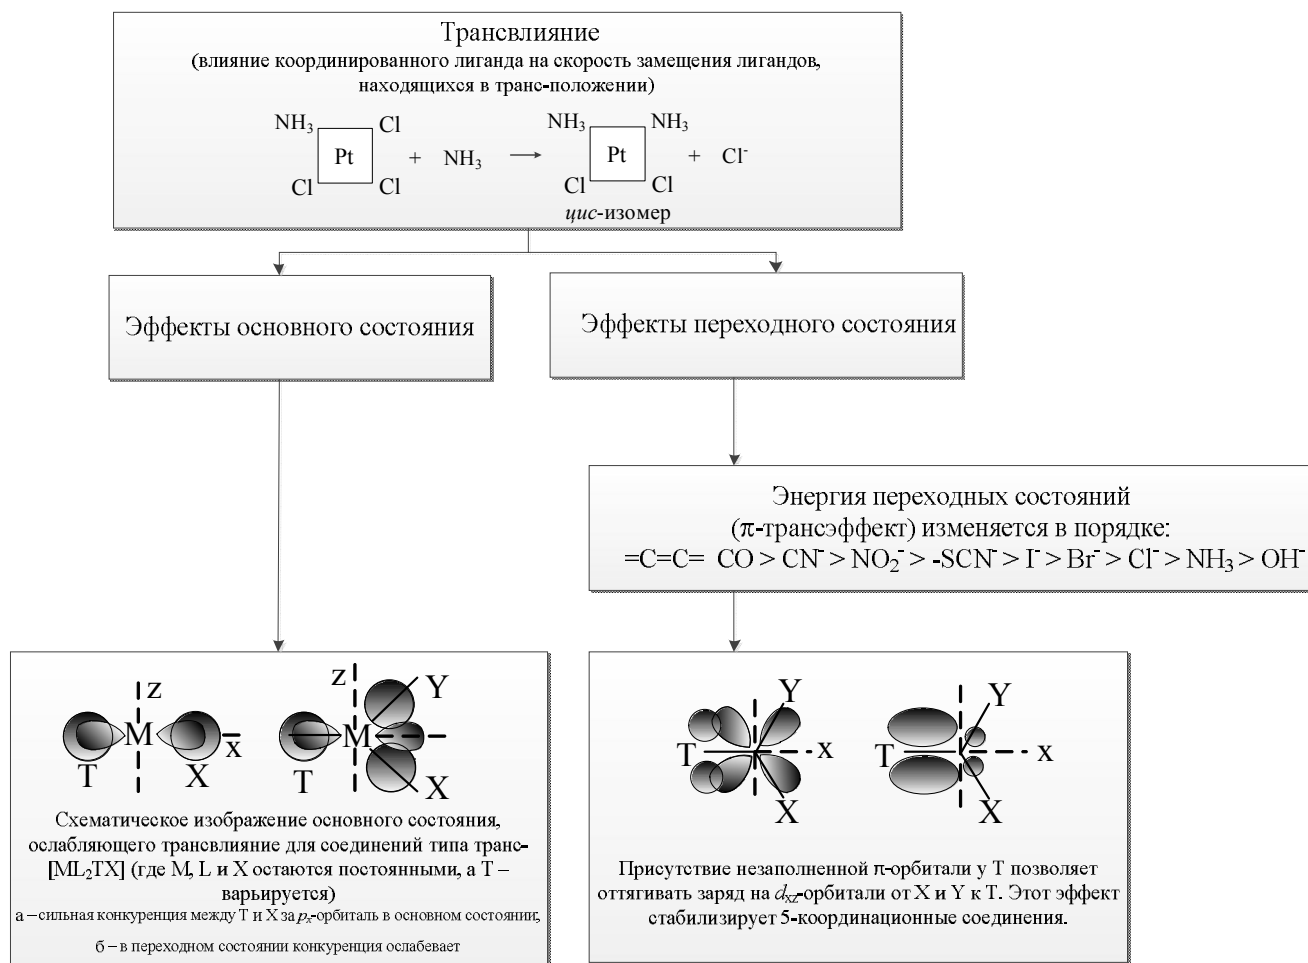 Трансвлияние
(влияние координированного лиганда на скорость замещения лигандов,
находящихся в транс-положении)
NH₃ Cl NH₃ NH₃
Pt + NH₃ → Pt + Cl⁻
Cl Cl Cl Cl
цис-изомер
Эффекты основного состояния
Эффекты переходного состояния
Энергия переходных состояний
(π-трансэффект) изменяется в порядке:
=C=C= CO > CN⁻ > NO₂⁻ > -SCN⁻ > I⁻ > Br⁻ > Cl⁻ > NH₃ > OH⁻
z z Y
M x M
T X T X
Схематическое изображение основного состояния,
ослабляющего трансвлияние для соединений типа транс-
[ML₂TX] (где M, L и X остаются постоянными, а T –
варьируется)
а – сильная конкуренция между T и X за pₓ-орбиталь в основном состоянии,
б – в переходном состоянии конкуренция ослабевает
Y Y
T x T x
X X
Присутствие незаполненной π-орбитали у T позволяет
оттягивать заряд на dxz-орбитали от X и Y к T. Этот эффект
стабилизирует 5-координационные соединения.